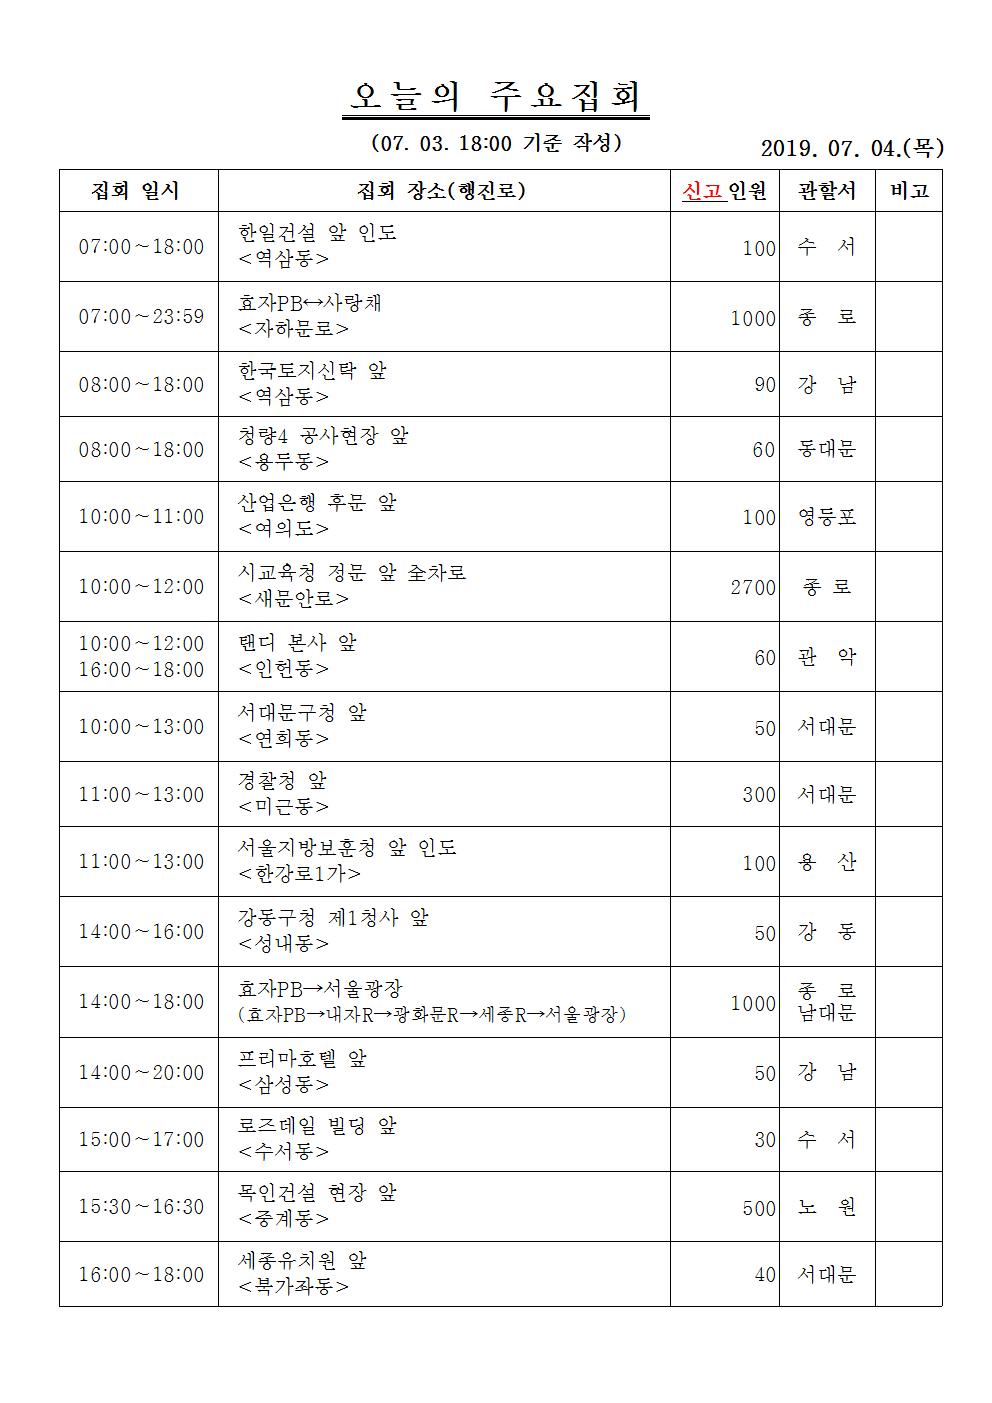 오늘의 주요집회
(07. 03. 18:00 기준 작성)
2019. 07. 04.(목)
집회 일시 집회 장소(행진로) 신고인원 관할서 비고
07:00~18:00 한일건설 앞 인도
<역삼동> 100 수 서
07:00~23:59 효자PB↔사랑채
<자하문로> 1000 종 로
08:00~18:00 한국토지신탁 앞
<역삼동> 90 강 남
08:00~18:00 청량4 공사현장 앞
<용두동> 60 동대문
10:00~11:00 산업은행 후문 앞
<여의도> 100 영등포
10:00~12:00 시교육청 정문 앞 全차로
<새문안로> 2700 종 로
10:00~12:00 탠디 본사 앞
16:00~18:00 <인헌동> 60 관 악
10:00~13:00 서대문구청 앞
<연희동> 50 서대문
11:00~13:00 경찰청 앞
<미근동> 300 서대문
11:00~13:00 서울지방보훈청 앞 인도
<한강로1가> 100 용 산
14:00~16:00 강동구청 제1청사 앞
<성내동> 50 강 동
14:00~18:00 효자PB→서울광장 1000 종 로
(효자PB→내자R→광화문R→세종R→서울광장) 남대문
14:00~20:00 프리마호텔 앞
<삼성동> 50 강 남
15:00~17:00 로즈데일 빌딩 앞
<수서동> 30 수 서
15:30~16:30 목인건설 현장 앞
<중계동> 500 노 원
16:00~18:00 세종유치원 앞
<북가좌동> 40 서대문